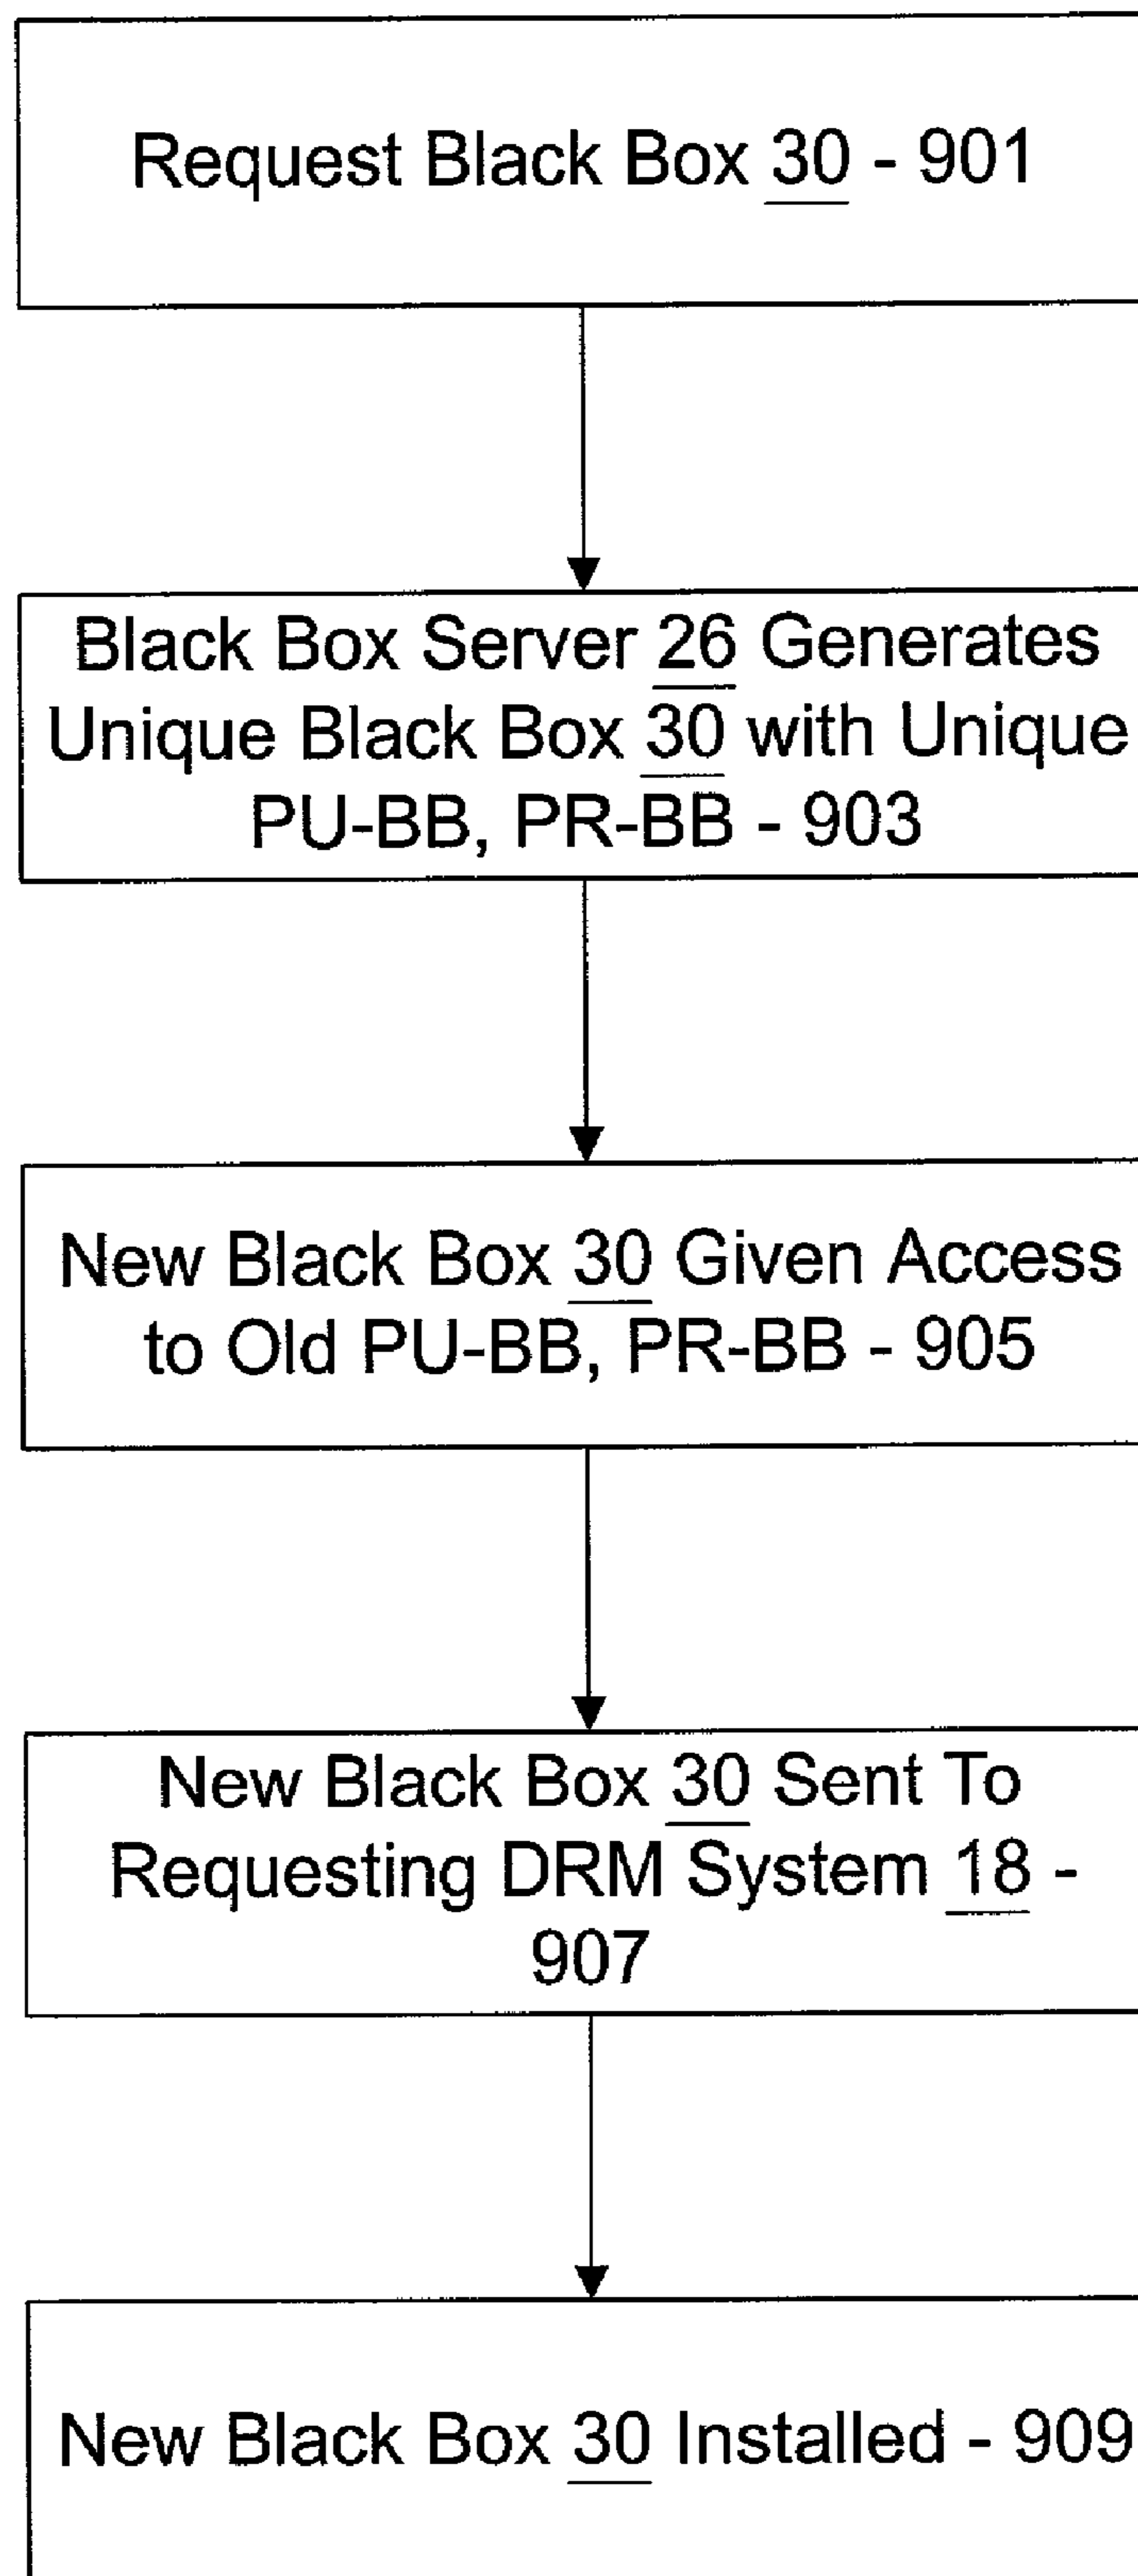 Request Black Box 30 - 901
Black Box Server 26 Generates
Unique Black Box 30 with Unique
PU-BB, PR-BB - 903
New Black Box 30 Given Access
to Old PU-BB, PR-BB - 905
New Black Box 30 Sent To
Requesting DRM System 18 -
907
New Black Box 30 Installed - 909